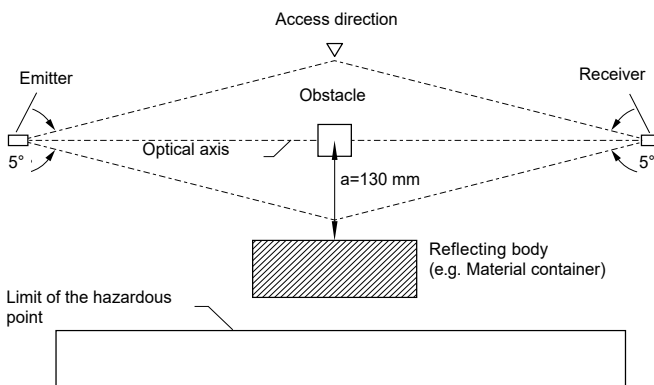 Access direction
Emitter
Receiver
Obstacle
Optical axis
5°
5°
a=130 mm
Reflecting body
(e.g. Material container)
Limit of the hazardous
point